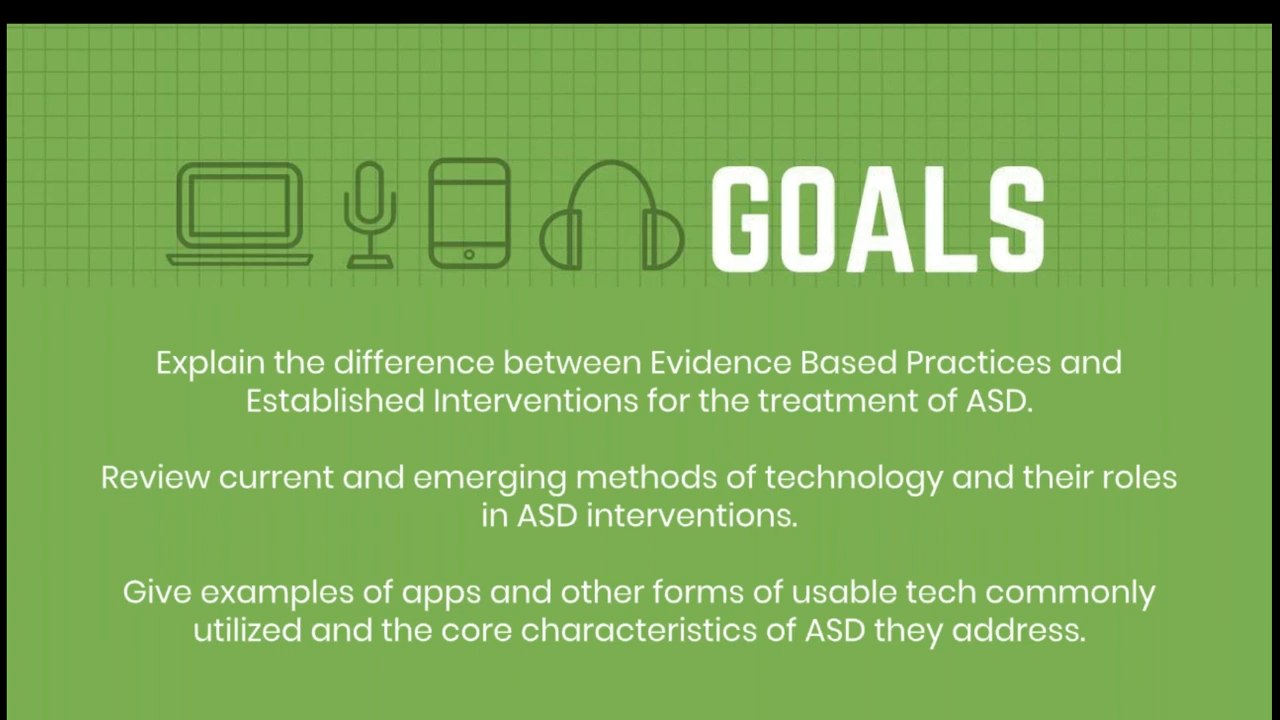 GOALS
Explain the difference between Evidence Based Practices and
Established Interventions for the treatment of ASD.
Review current and emerging methods of technology and their roles
in ASD interventions.
Give examples of apps and other forms of usable tech commonly
utilized and the core characteristics of ASD they address.